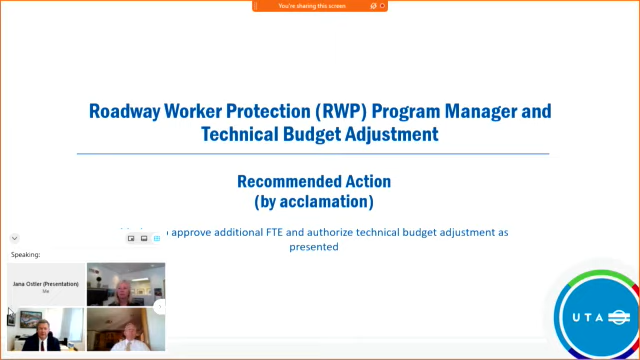 You're sharing this screen
Roadway Worker Protection (RWP) Program Manager and
Technical Budget Adjustment
Recommended Action
(by acclamation)
approve additional FTE and authorize technical budget adjustment as
presented
Speaking:
Jana Ostler (Presentation)
Me
UTA